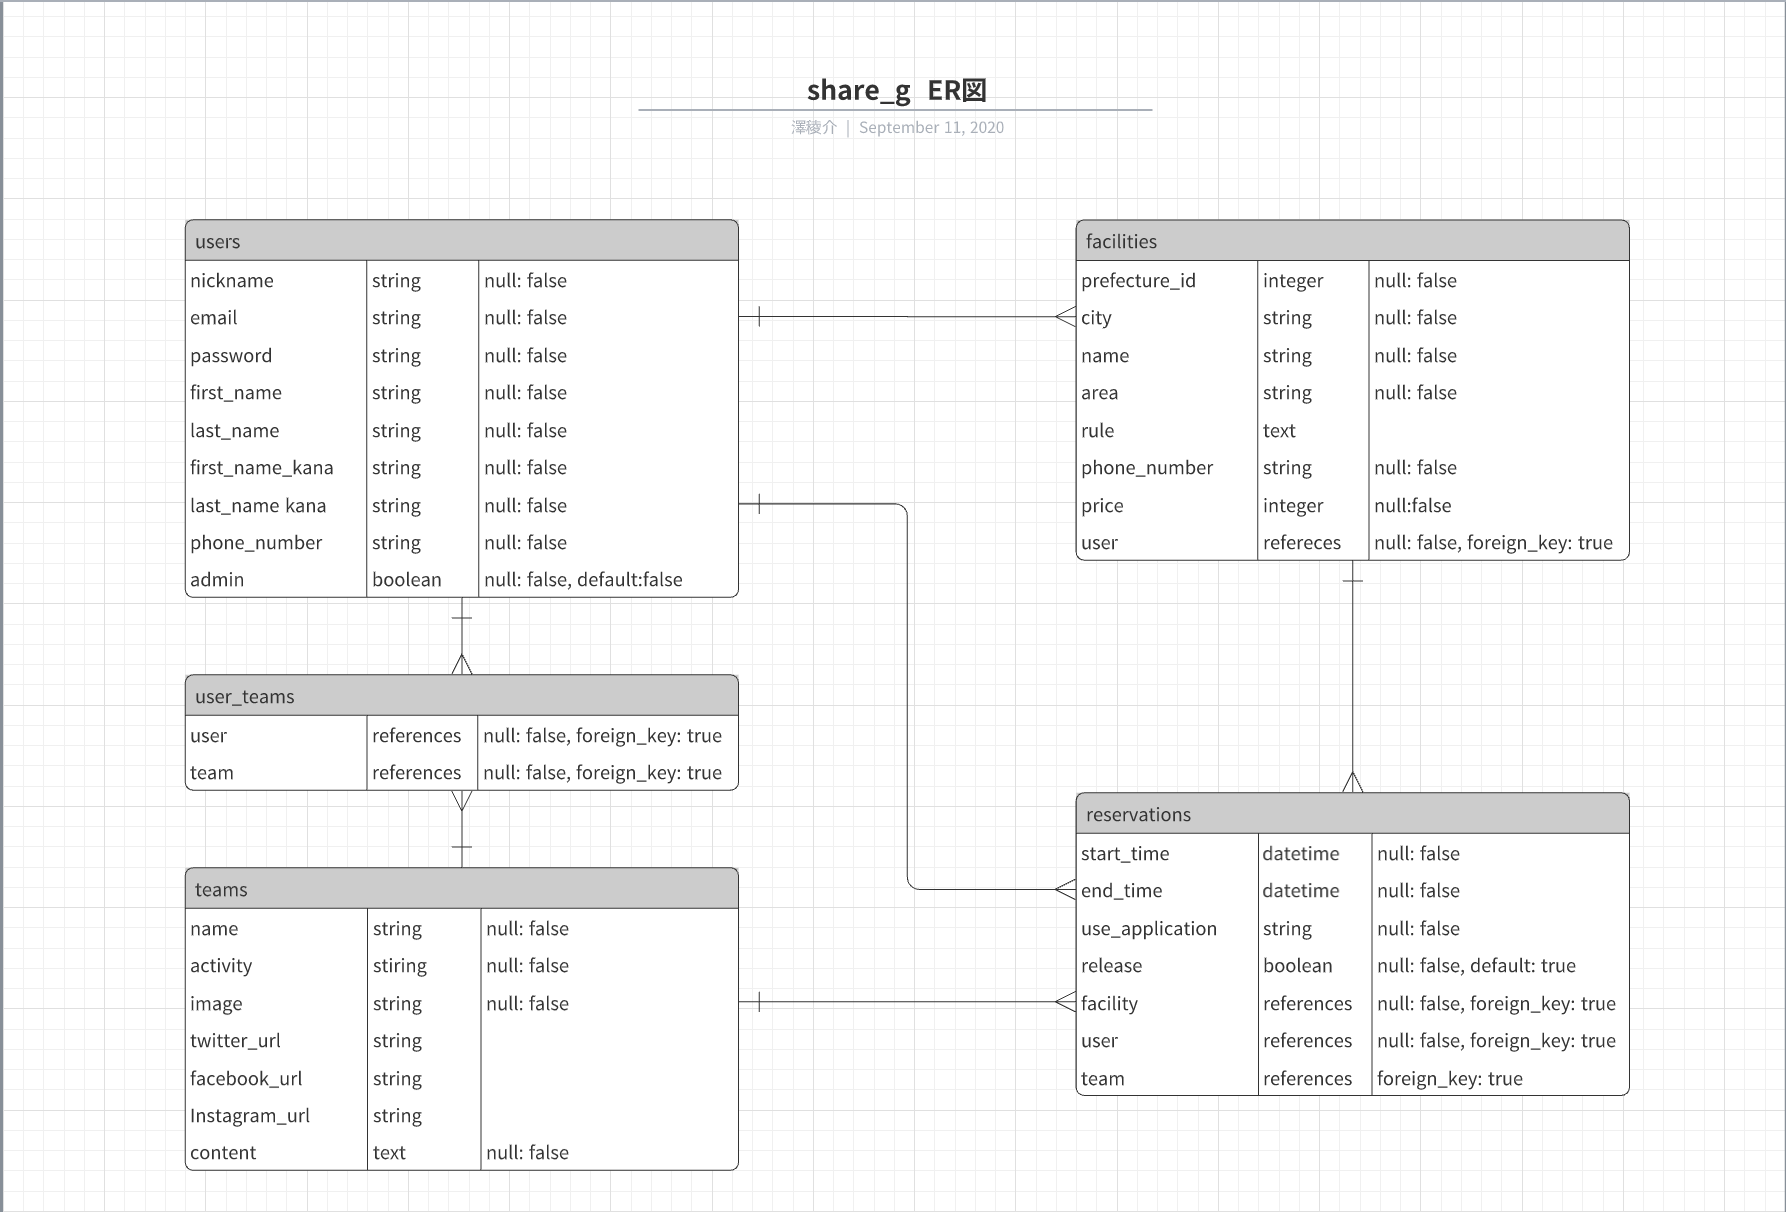 share_g ER図
澤稜介 | September 11, 2020
users
nickname string null: false
email string null: false
password string null: false
first_name string null: false
last_name string null: false
first_name_kana string null: false
last_name kana string null: false
phone_number string null: false
admin boolean null: false, default:false
user_teams
user references null: false, foreign_key: true
team references null: false, foreign_key: true
teams
name string null: false
activity stiring null: false
image string null: false
twitter_url string
facebook_url string
Instagram_url string
content text null: false
facilities
prefecture_id integer null: false
city string null: false
name string null: false
area string null: false
rule text
phone_number string null: false
price integer null:false
user refereces null: false, foreign_key: true
reservations
start_time datetime null: false
end_time datetime null: false
use_application string null: false
release boolean null: false, default: true
facility references null: false, foreign_key: true
user references null: false, foreign_key: true
team references foreign_key: true